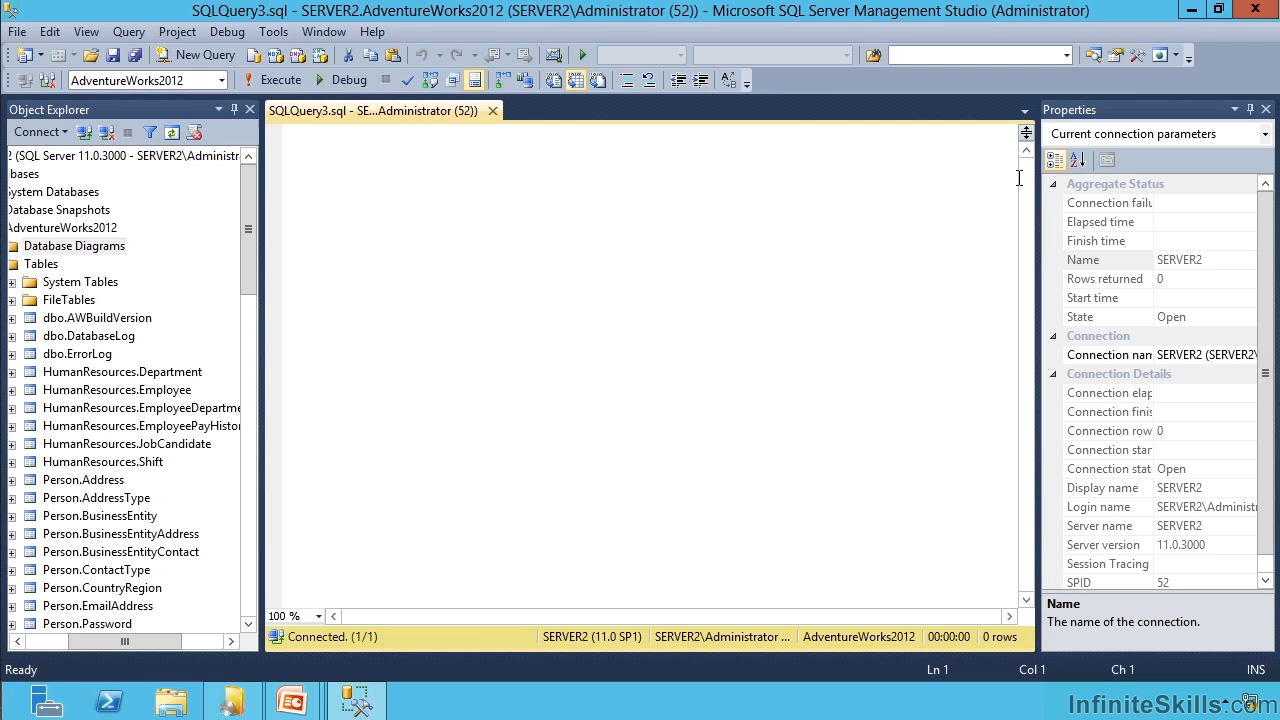 SQLQuery3.sql - SERVER2.AdventureWorks2012 (SERVER2\Administrator (52)) - Microsoft SQL Server Management Studio (Administrator)
File Edit View Query Project Debug Tools Window Help
New Query
AdventureWorks2012 Execute Debug
Object Explorer
Connect
2 (SQL Server 11.0.3000 - SERVER2\Administr
bases
ystem Databases
Database Snapshots
AdventureWorks2012
Database Diagrams
Tables
System Tables
FileTables
dbo.AWBuildVersion
dbo.DatabaseLog
dbo.ErrorLog
HumanResources.Department
HumanResources.Employee
HumanResources.EmployeeDepartme
HumanResources.EmployeePayHistor
HumanResources.JobCandidate
HumanResources.Shift
Person.Address
Person.AddressType
Person.BusinessEntity
Person.BusinessEntityAddress
Person.BusinessEntityContact
Person.ContactType
Person.CountryRegion
Person.EmailAddress
Person.Password
SQLQuery3.sql - SE...Administrator (52))
100 %
Connected. (1/1) SERVER2 (11.0 SP1) SERVER2\Administrator ... AdventureWorks2012 00:00:00 0 rows
Properties
Current connection parameters
Aggregate Status
Connection failu
Elapsed time
Finish time
Name SERVER2
Rows returned 0
Start time
State Open
Connection
Connection nam SERVER2 (SERVER2\
Connection Details
Connection elap
Connection finis
Connection row 0
Connection star
Connection stat Open
Display name SERVER2
Login name SERVER2\Administr
Server name SERVER2
Server version 11.0.3000
Session Tracing
SPID 52
Name
The name of the connection.
Ready Ln 1 Col 1 Ch 1 INS
InfiniteSkills.com